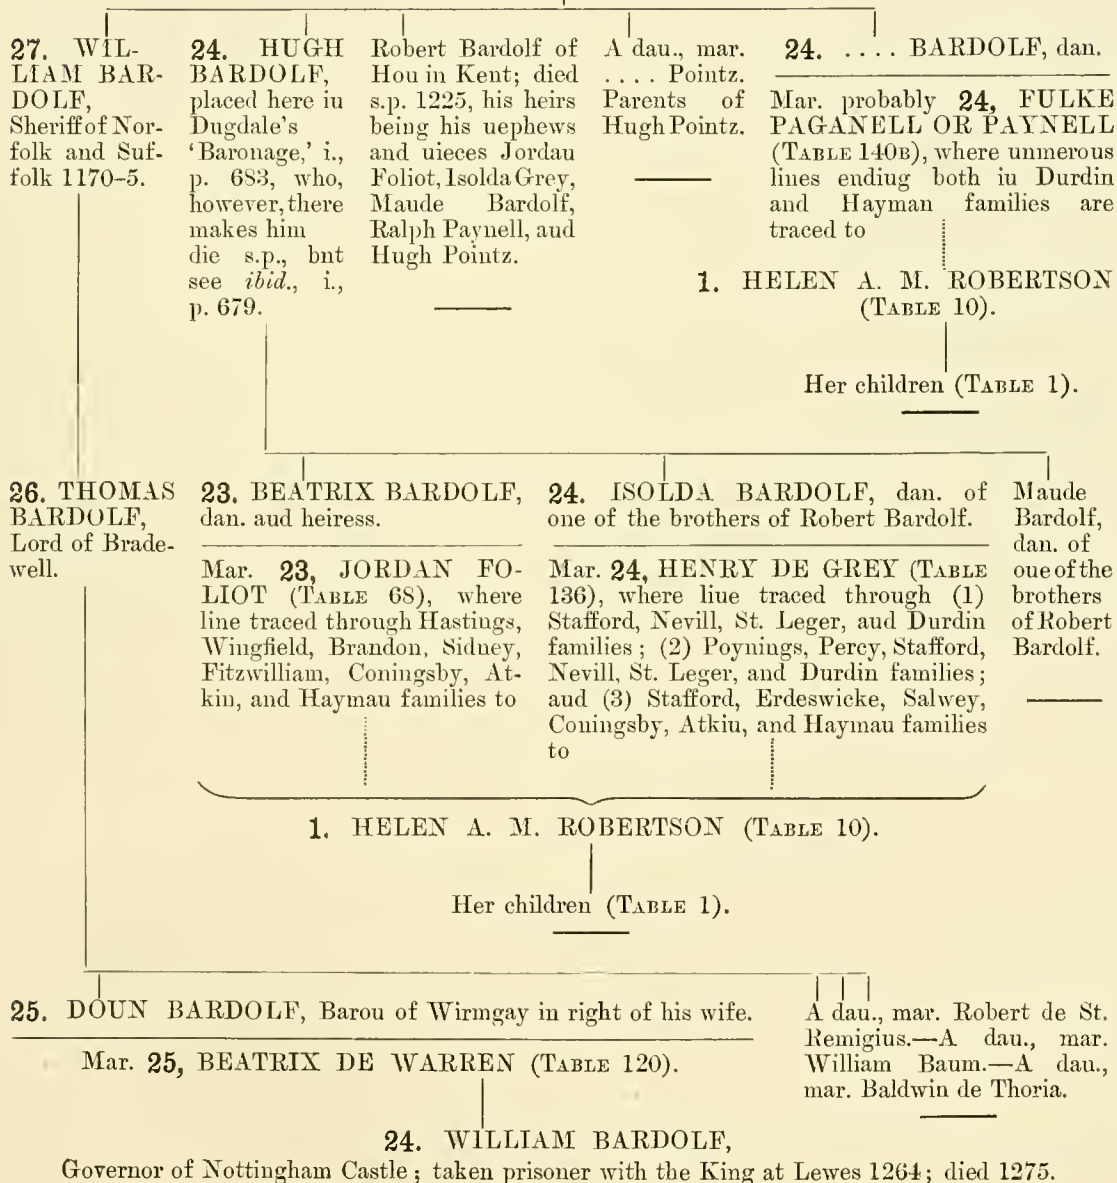 27. WIL-
LIAM BAR-
DOLF,
Sheriff of Nor-
folk and Suf-
folk 1170–5.
24. HUGH
BARDOLF,
placed here iu
Dugdale's
'Baronage,' i.,
p. 683, who,
however, there
makes him
die s.p., bnt
see ibid., i.,
p. 679.
Robert Bardolf of
Hou in Kent; died
s.p. 1225, his heirs
being his uephews
and uieces Jordau
Foliot, Isolda Grey,
Maude Bardolf,
Ralph Paynell, aud
Hugh Pointz.
A dau., mar.
.... Pointz.
Parents of
Hugh Pointz.
24. .... BARDOLF, dan.
Mar. probably 24, FULKE
PAGANELL OR PAYNELL
(TABLE 140B), where unmerous
lines endiug both iu Durdin
and Hayman families are
traced to
1. HELEN A. M. ROBERTSON
(TABLE 10).
Her children (TABLE 1).
26. THOMAS
BARDOLF,
Lord of Brade-
well.
23. BEATRIX BARDOLF,
dan. aud heiress.
Mar. 23, JORDAN FO-
LIOT (TABLE 68), where
line traced through Hastings,
Wingfield, Brandon, Sidney,
Fitzwilliam, Coningsby, At-
kin, and Haymau families to
24. ISOLDA BARDOLF, dan. of
one of the brothers of Robert Bardolf.
Mar. 24, HENRY DE GREY (TABLE
136), where liue traced through (1)
Stafford, Nevill, St. Leger, aud Durdin
families; (2) Poynings, Percy, Stafford,
Nevill, St. Leger, and Durdin families;
aud (3) Stafford, Erdeswicke, Salwey,
Couingsby, Atkiu, and Haymau families
to
Maude
Bardolf,
dan. of
oue of the
brothers
of Robert
Bardolf.
1. HELEN A. M. ROBERTSON (TABLE 10).
Her children (TABLE 1).
25. DOUN BARDOLF, Barou of Wirmgay in right of his wife.
Mar. 25, BEATRIX DE WARREN (TABLE 120).
A dau., mar. Robert de St.
Remigius.—A dau., mar.
William Baum.—A dau.,
mar. Baldwin de Thoria.
24. WILLIAM BARDOLF,
Governor of Nottingham Castle; taken prisoner with the King at Lewes 1264; died 1275.